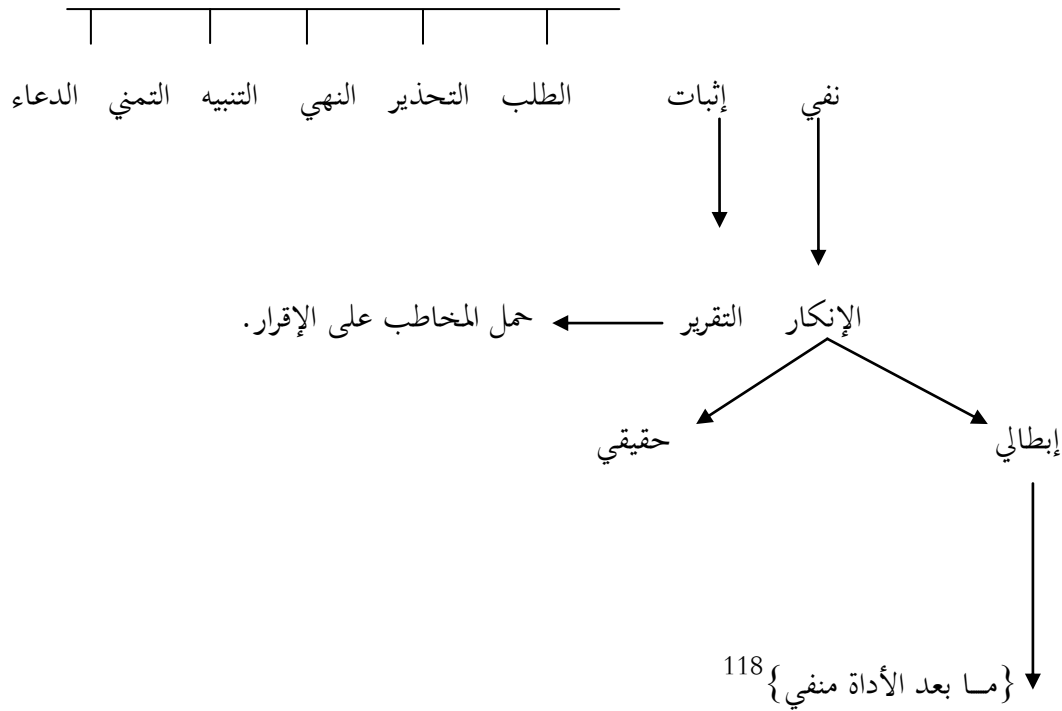 نفي إثبات الطلب التحذير النهي التنبيه التمني الدعاء
الإنكار التقرير حمل المخاطب على الإقرار.
إبطالي حقيقي
{مـا بعد الأداة منفي}118